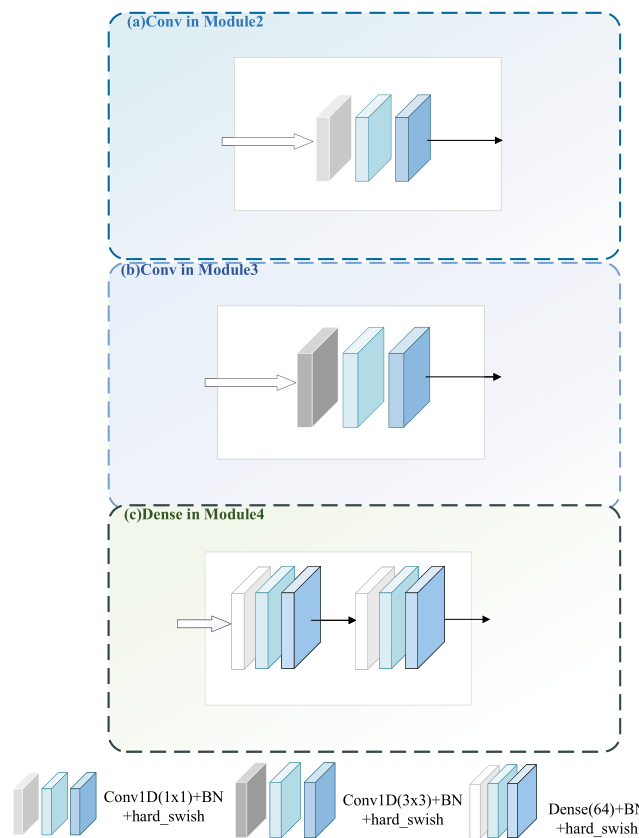 (a)Conv in Module2
(b)Conv in Module3
(c)Dense in Module4
Conv1D(1x1)+BN
+hard_swish
Conv1D(3x3)+BN
+hard_swish
Dense(64)+BN
+hard_swish